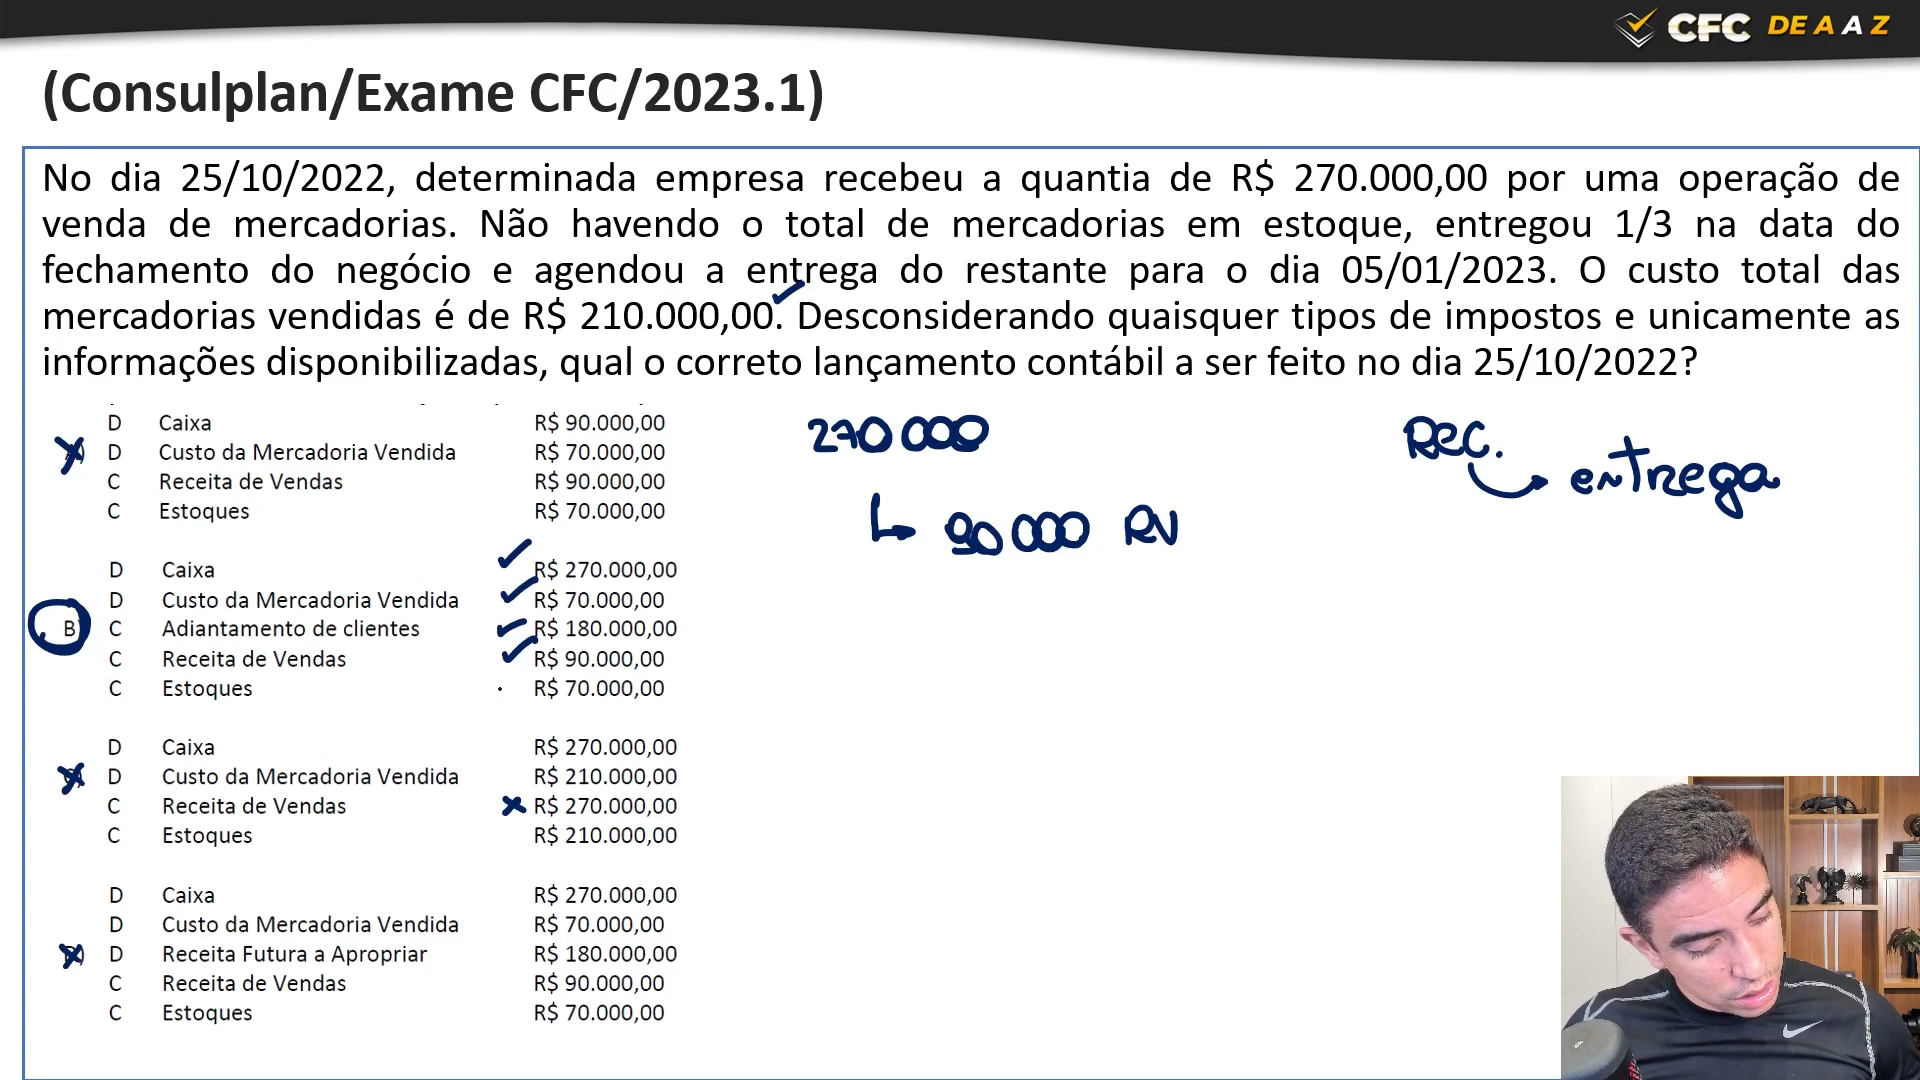 CFC DE A A Z
(Consulplan/Exame CFC/2023.1)
No dia 25/10/2022, determinada empresa recebeu a quantia de R$ 270.000,00 por uma operação de
venda de mercadorias. Não havendo o total de mercadorias em estoque, entregou 1/3 na data do
fechamento do negócio e agendou a entrega do restante para o dia 05/01/2023. O custo total das
mercadorias vendidas é de R$ 210.000,00. Desconsiderando quaisquer tipos de impostos e unicamente as
informações disponibilizadas, qual o correto lançamento contábil a ser feito no dia 25/10/2022?
D Caixa R$ 90.000,00
D Custo da Mercadoria Vendida R$ 70.000,00
C Receita de Vendas R$ 90.000,00
C Estoques R$ 70.000,00
D Caixa R$ 270.000,00
D Custo da Mercadoria Vendida R$ 70.000,00
B) C Adiantamento de clientes R$ 180.000,00
C Receita de Vendas R$ 90.000,00
C Estoques R$ 70.000,00
D Caixa R$ 270.000,00
D Custo da Mercadoria Vendida R$ 210.000,00
C Receita de Vendas R$ 270.000,00
C Estoques R$ 210.000,00
D Caixa R$ 270.000,00
D Custo da Mercadoria Vendida R$ 70.000,00
D Receita Futura a Apropriar R$ 180.000,00
C Receita de Vendas R$ 90.000,00
C Estoques R$ 70.000,00
270 000
90 000 RV
Rec.
entrega